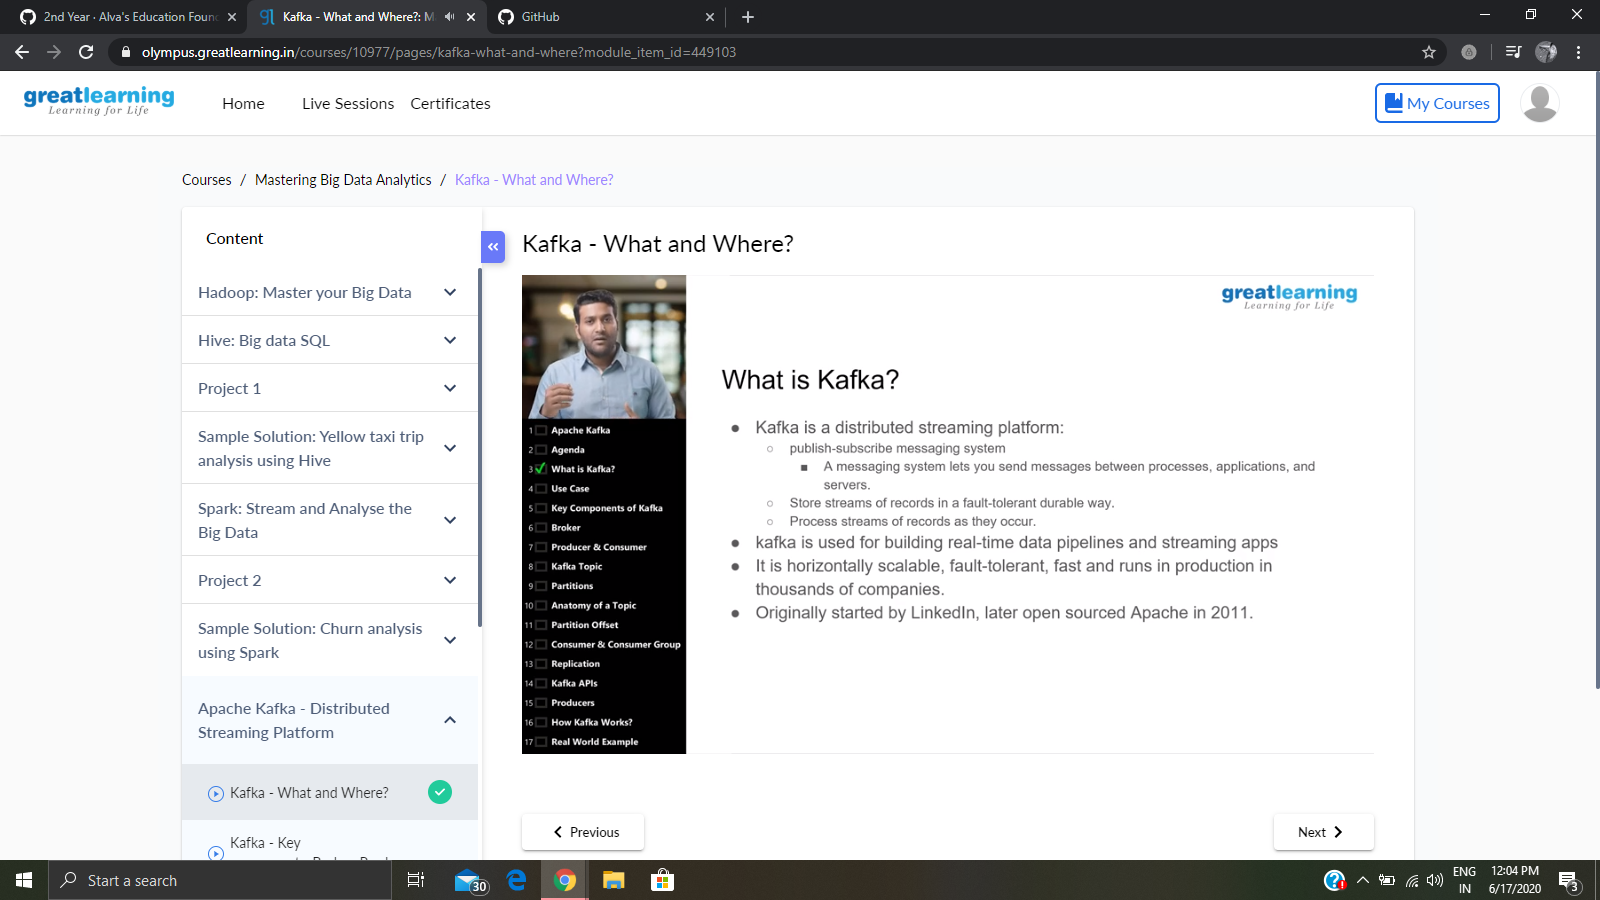 2nd Year · Alva's Education Foun
Kafka - What and Where?: M
GitHub
olympus.greatlearning.in/courses/10977/pages/kafka-what-and-where?module_item_id=449103
greatlearning
Learning for Life
Home
Live Sessions
Certificates
My Courses
Courses / Mastering Big Data Analytics / Kafka - What and Where?
Content
Hadoop: Master your Big Data
Hive: Big data SQL
Project 1
Sample Solution: Yellow taxi trip
analysis using Hive
Spark: Stream and Analyse the
Big Data
Project 2
Sample Solution: Churn analysis
using Spark
Apache Kafka - Distributed
Streaming Platform
Kafka - What and Where?
Kafka - Key
Kafka - What and Where?
1 Apache Kafka
2 Agenda
3 What is Kafka?
4 Use Case
5 Key Components of Kafka
6 Broker
7 Producer & Consumer
8 Kafka Topic
9 Partitions
10 Anatomy of a Topic
11 Partition Offset
12 Consumer & Consumer Group
13 Replication
14 Kafka APIs
15 Producers
16 How Kafka Works?
17 Real World Example
greatlearning
Learning for Life
What is Kafka?
● Kafka is a distributed streaming platform:
○ publish-subscribe messaging system
■ A messaging system lets you send messages between processes, applications, and
servers.
○ Store streams of records in a fault-tolerant durable way.
○ Process streams of records as they occur.
● kafka is used for building real-time data pipelines and streaming apps
● It is horizontally scalable, fault-tolerant, fast and runs in production in
thousands of companies.
● Originally started by LinkedIn, later open sourced Apache in 2011.
Previous
Next
Start a search
30
ENG
IN
12:04 PM
6/17/2020
3